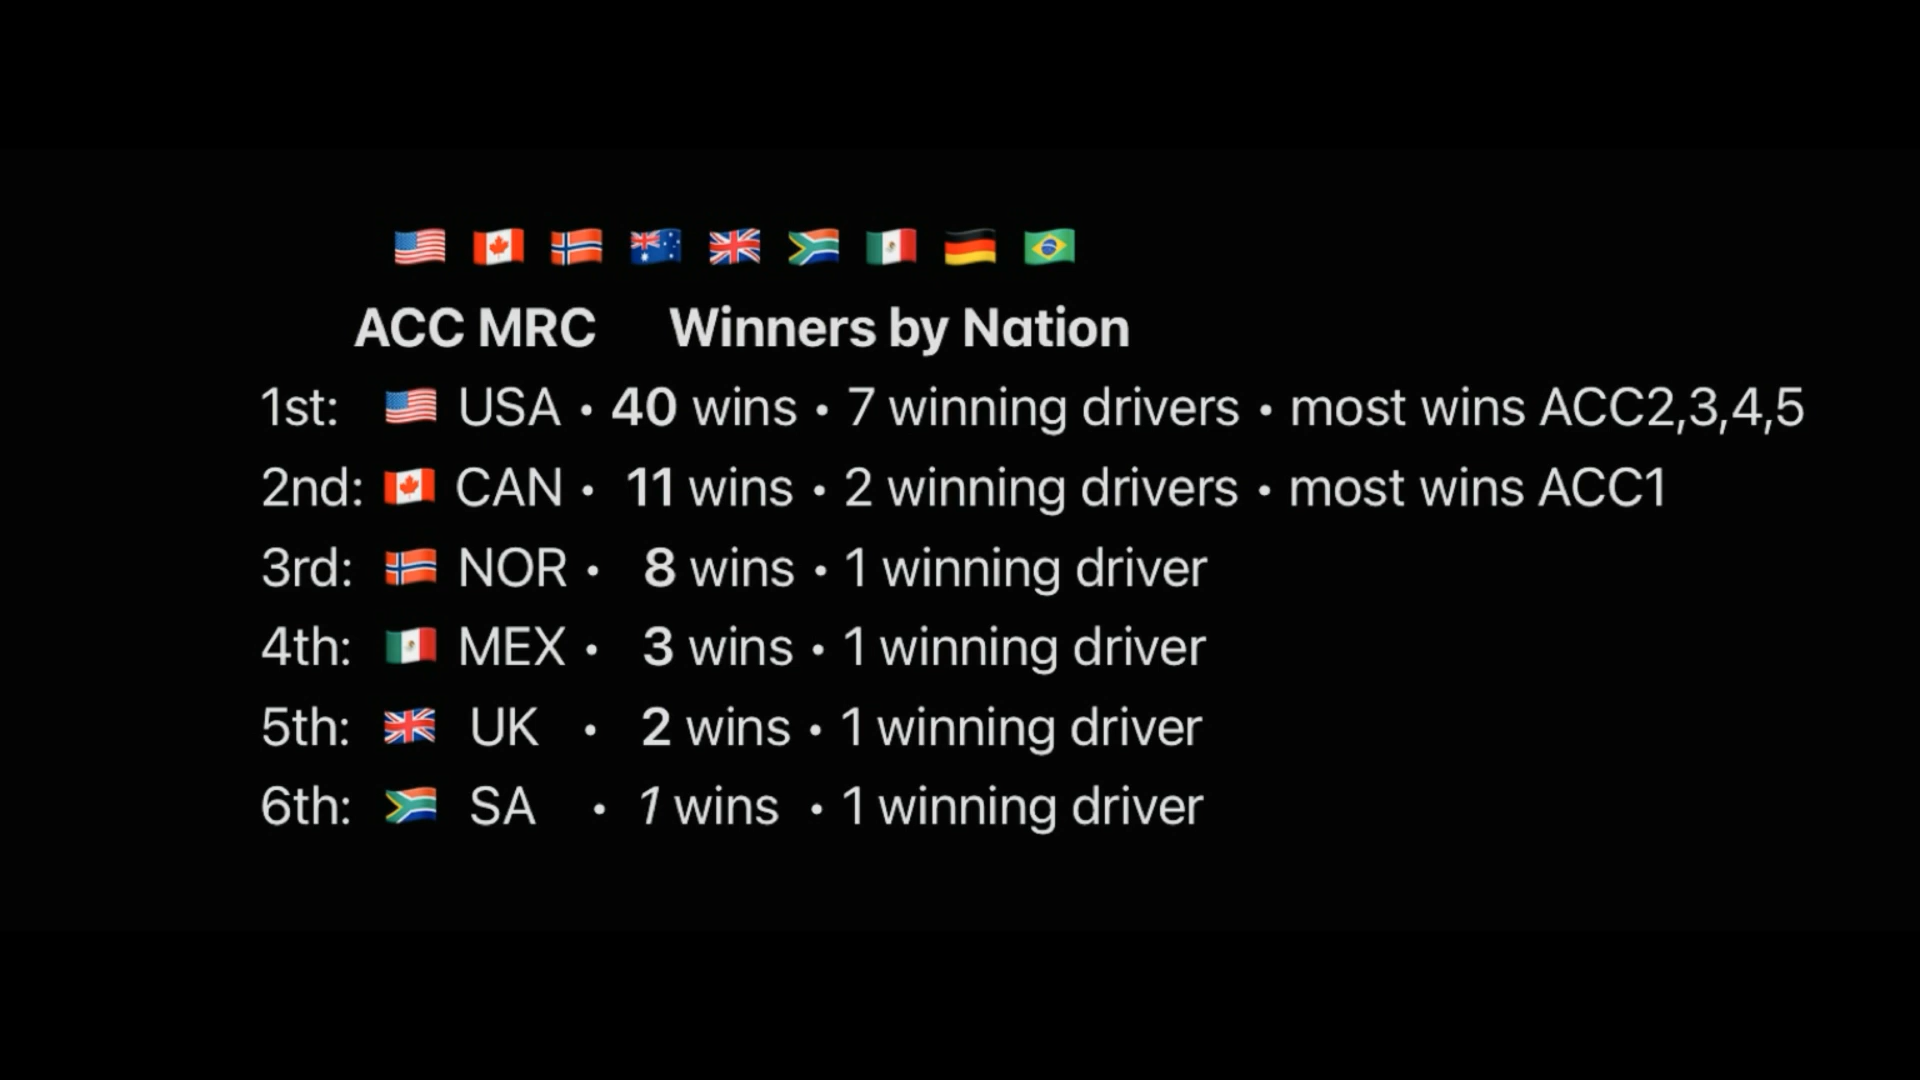 🇺🇸 🇨🇦 🇳🇴 🇦🇺 🇬🇧 🇿🇦 🇲🇽 🇩🇪 🇧🇷
ACC MRC Winners by Nation
1st: 🇺🇸 USA • 40 wins • 7 winning drivers • most wins ACC2,3,4,5
2nd: 🇨🇦 CAN • 11 wins • 2 winning drivers • most wins ACC1
3rd: 🇳🇴 NOR • 8 wins • 1 winning driver
4th: 🇲🇽 MEX • 3 wins • 1 winning driver
5th: 🇬🇧 UK • 2 wins • 1 winning driver
6th: 🇿🇦 SA • 1 wins • 1 winning driver